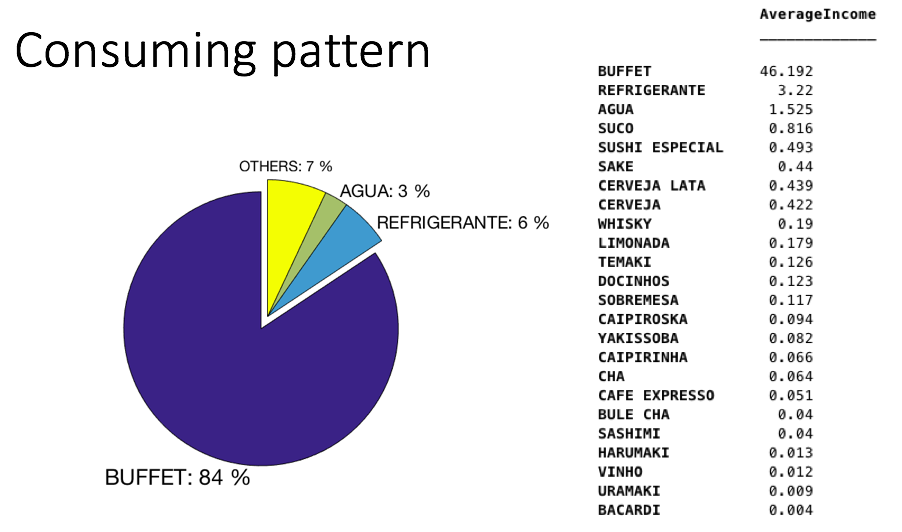 Consuming pattern
OTHERS: 7 %
AGUA: 3 %
REFRIGERANTE: 6 %
BUFFET: 84 %
AverageIncome
BUFFET 46.192
REFRIGERANTE 3.22
AGUA 1.525
SUCO 0.816
SUSHI ESPECIAL 0.493
SAKE 0.44
CERVEJA LATA 0.439
CERVEJA 0.422
WHISKY 0.19
LIMONADA 0.179
TEMAKI 0.126
DOCINHOS 0.123
SOBREMESA 0.117
CAIPIROSKA 0.094
YAKISSOBA 0.082
CAIPIRINHA 0.066
CHA 0.064
CAFE EXPRESSO 0.051
BULE CHA 0.04
SASHIMI 0.04
HARUMAKI 0.013
VINHO 0.012
URAMAKI 0.009
BACARDI 0.004